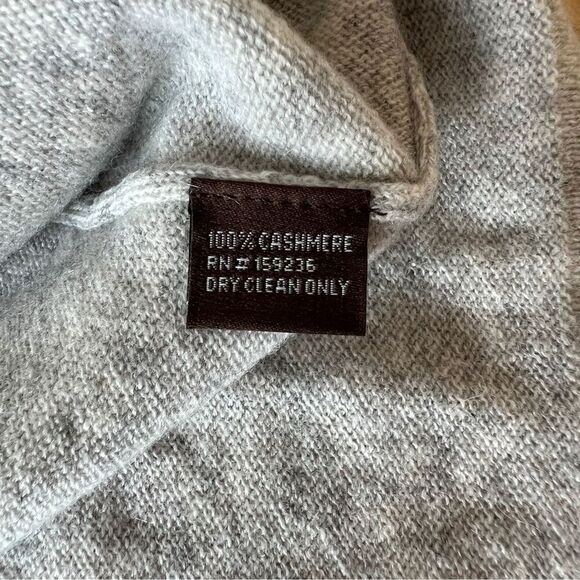 100% CASHMERE
RN # 159236
DRY CLEAN ONLY